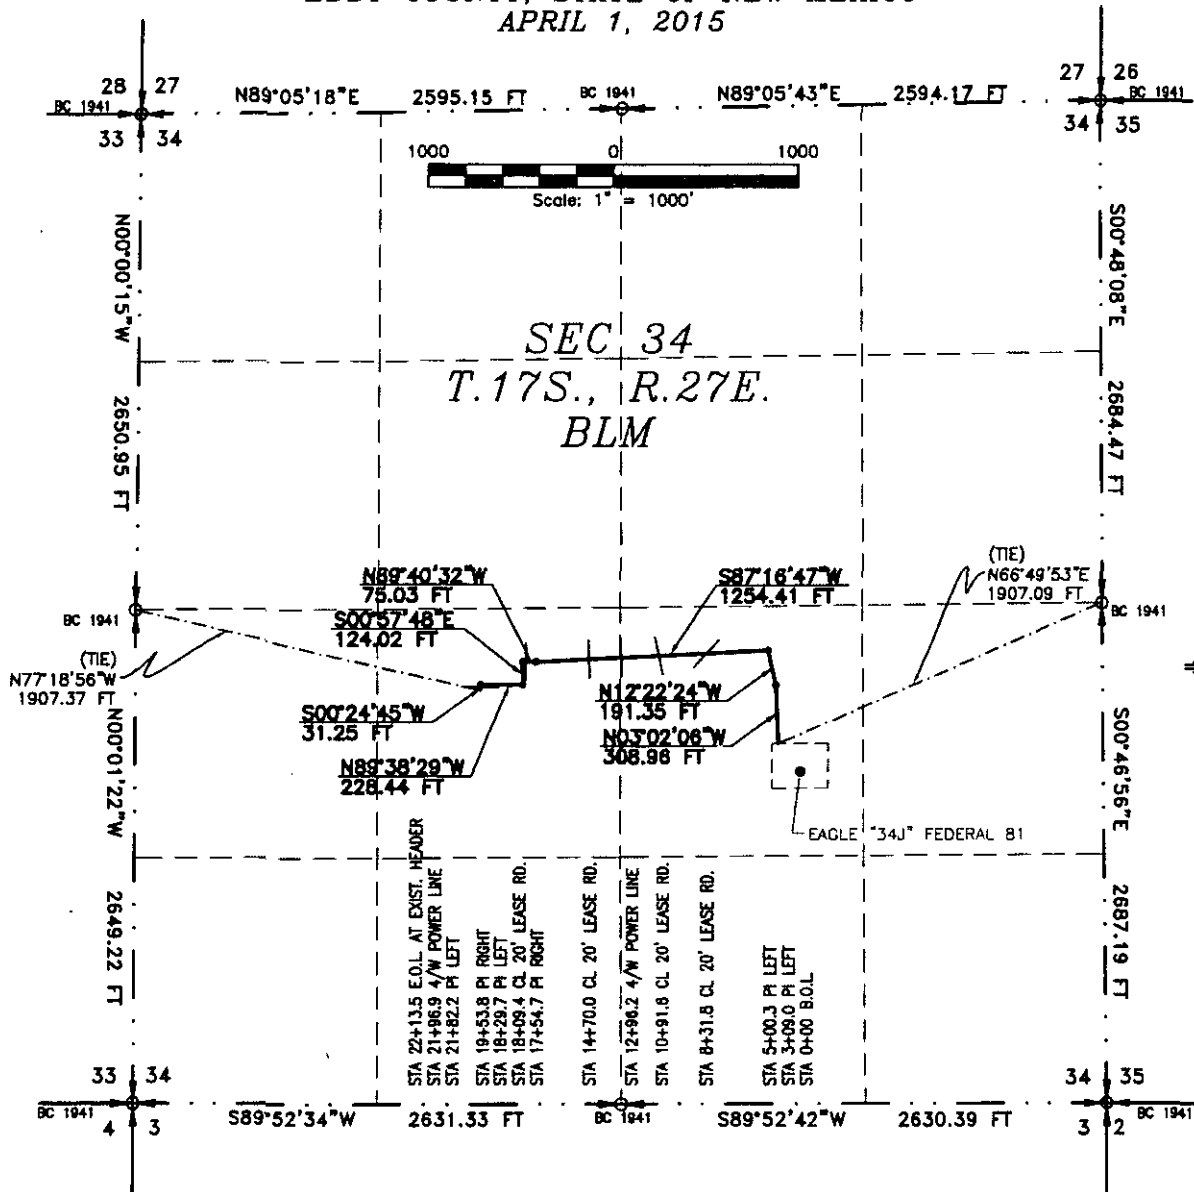 APRIL 1, 2015
28 27
BC 1941
33 34
N89°05'18"E 2595.15 FT
BC 1941
N89°05'43"E 2594.17 FT
27 26
BC 1941
34 35
1000 0 1000
Scale: 1" = 1000'
N00°00'15"W 2650.95 FT
S00°48'08"E 2684.47 FT
SEC 34
T.17S., R.27E.
BLM
(TIE)
N66°49'53"E
1907.09 FT
N89°40'32"W
75.03 FT
S87°16'47"W
1254.41 FT
S00°57'48"E
124.02 FT
BC 1941
BC 1941
(TIE)
N77°18'56"W
1907.37 FT
N12°22'24"W
191.35 FT
S00°24'45"W
31.25 FT
N03°02'06"W
308.96 FT
N89°38'29"W
228.44 FT
EAGLE "34J" FEDERAL 81
N00°01'22"W 2649.22 FT
S00°46'56"E 2687.19 FT
STA 22+13.5 E.O.L. AT EXIST. HEADER
STA 21+96.9 4/W POWER LINE
STA 21+82.2 PI LEFT
STA 19+53.8 PI RIGHT
STA 18+29.7 PI LEFT
STA 18+09.4 CL 20' LEASE RD.
STA 17+54.7 PI RIGHT
STA 14+70.0 CL 20' LEASE RD.
STA 12+96.2 4/W POWER LINE
STA 10+91.8 CL 20' LEASE RD.
STA 8+31.8 CL 20' LEASE RD.
STA 5+00.3 PI LEFT
STA 3+09.0 PI LEFT
STA 0+00 B.O.L.
33 34
BC 1941
4 3
S89°52'34"W 2631.33 FT
BC 1941
S89°52'42"W 2630.39 FT
34 35
BC 1941
3 2